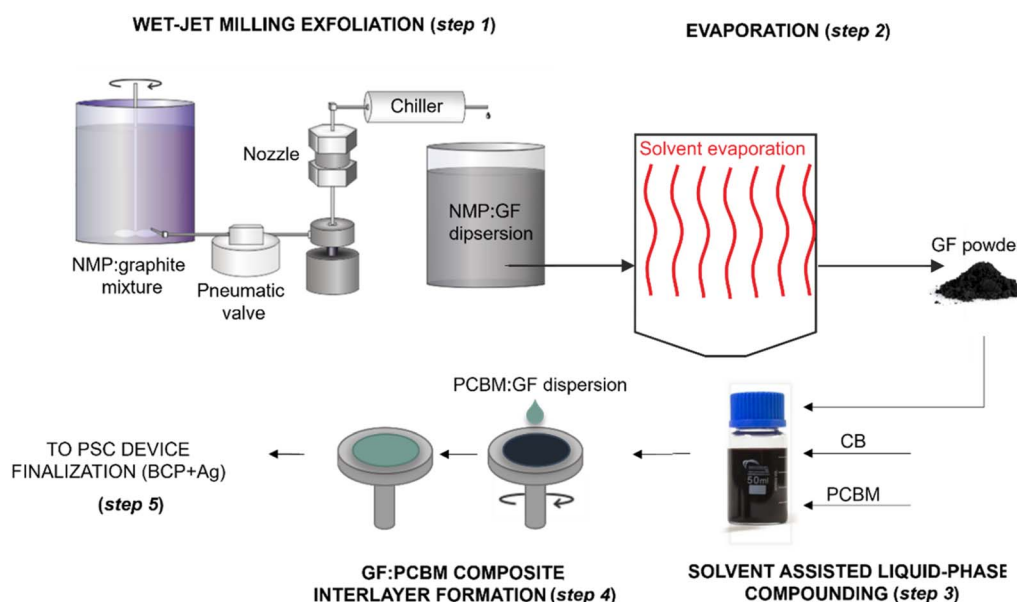 WET-JET MILLING EXFOLIATION (step 1)
EVAPORATION (step 2)
Chiller
Nozzle
NMP:graphite
mixture
Pneumatic
valve
NMP:GF
dipsersion
Solvent evaporation
GF powde
PCBM:GF dispersion
TO PSC DEVICE
FINALIZATION (BCP+Ag)
(step 5)
50ml
CB
PCBM
GF:PCBM COMPOSITE
INTERLAYER FORMATION (step 4)
SOLVENT ASSISTED LIQUID-PHASE
COMPOUNDING (step 3)